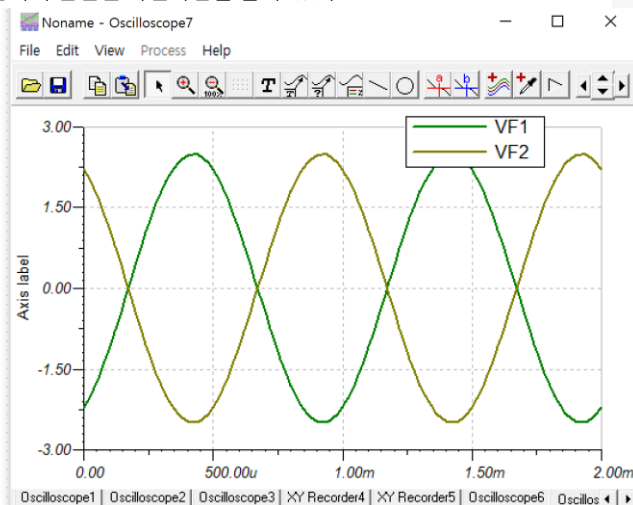 Noname - Oscilloscope7
File Edit View Process Help
100%
T T ? a b
VF1
VF2
3.00
1.50
0.00
-1.50
-3.00
Axis label
0.00 500.00u 1.00m 1.50m 2.00m
Oscilloscope1 Oscilloscope2 Oscilloscope3 XY Recorder4 XY Recorder5 Oscilloscope6 Oscillos